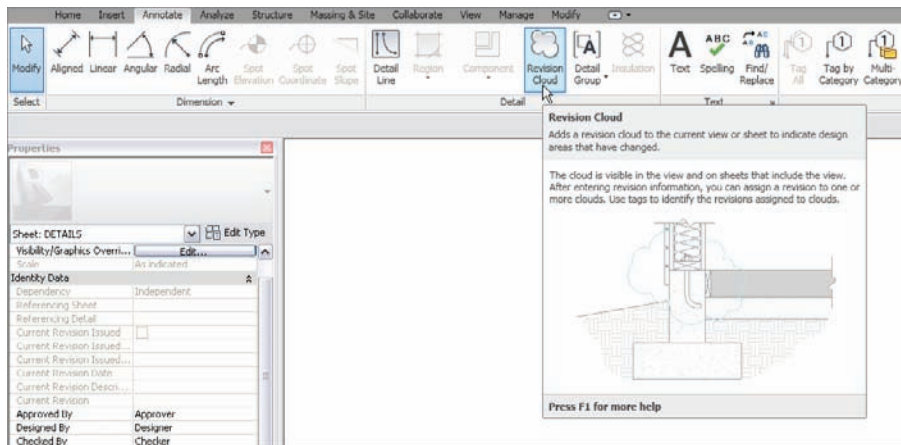 Home Insert Annotate Analyze Structure Massing & Site Collaborate View Manage Modify
Modify Aligned Linear Angular Radial Arc Length Spot Elevation Spot Coordinate Spot Slope Detail Line Region Component Revision Cloud Detail Group Insulation Text Spelling Find/ Replace Tag All Tag by Category Multi- Category
Select Dimension Detail Text
Revision Cloud
Adds a revision cloud to the current view or sheet to indicate design
areas that have changed.
The cloud is visible in the view and on sheets that include the view.
After entering revision information, you can assign a revision to one or
more clouds. Use tags to identify the revisions assigned to clouds.
Press F1 for more help
Properties
Sheet: DETAILS Edit Type
Visibility/Graphics Overri... Edit...
Scale As indicated
Identity Data
Dependency Independent
Referencing Sheet
Referencing Detail
Current Revision Issued
Current Revision Issued...
Current Revision Issued...
Current Revision Date
Current Revision Descri...
Current Revision
Approved By Approver
Designed By Designer
Checked By Checker